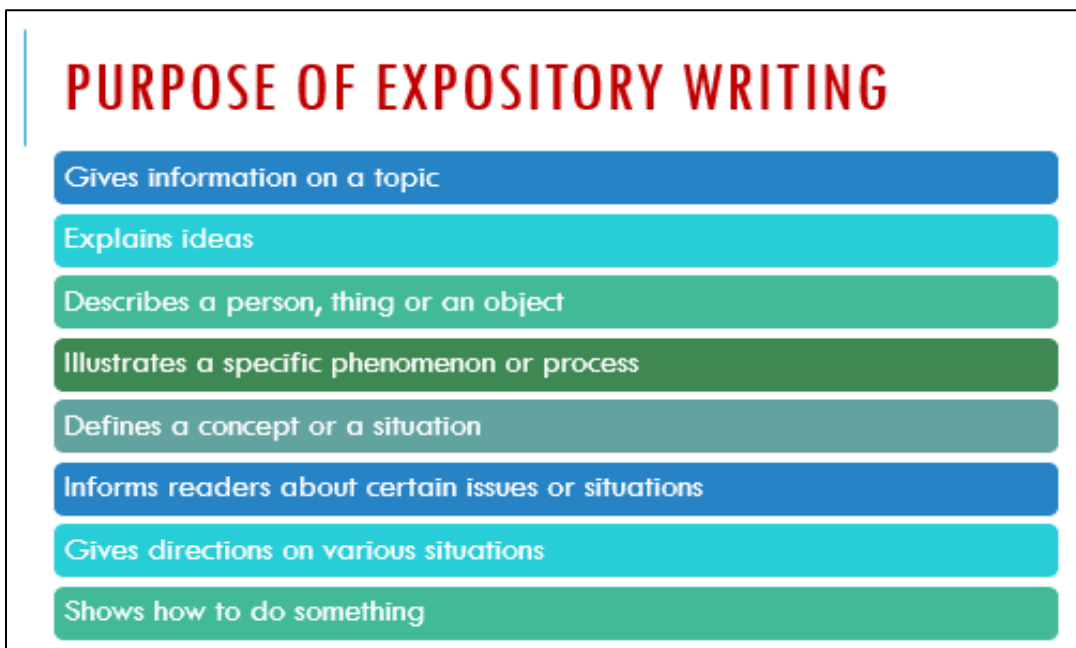 PURPOSE OF EXPOSITORY WRITING
Gives information on a topic
Explains ideas
Describes a person, thing or an object
Illustrates a specific phenomenon or process
Defines a concept or a situation
Informs readers about certain issues or situations
Gives directions on various situations
Shows how to do something